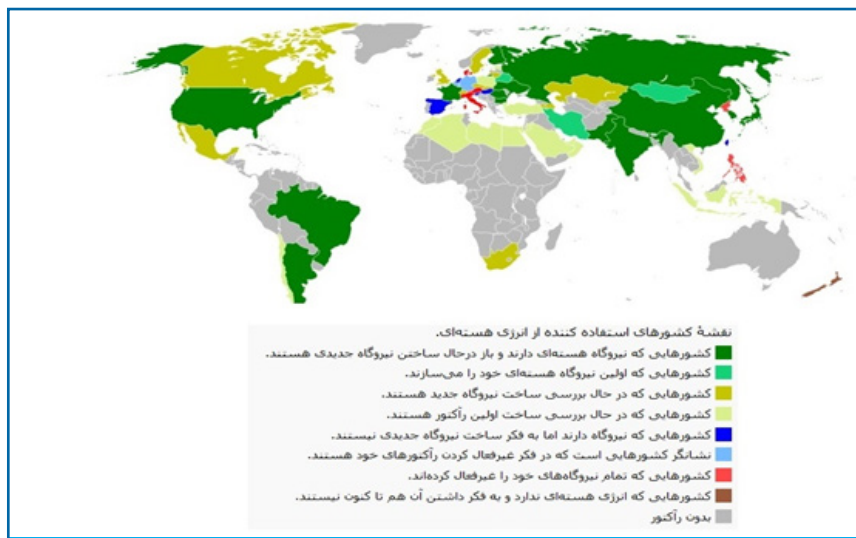 نقشهٔ کشورهای استفاده کننده از انرژی هسته‌ای.
کشورهایی که نیروگاه هسته‌ای دارند و باز درحال ساختن نیروگاه جدیدی هستند.
کشورهایی که اولین نیروگاه هسته‌ای خود را می‌سازند.
کشورهایی که در حال بررسی ساخت نیروگاه جدید هستند.
کشورهایی که در حال بررسی ساخت اولین رآکتور هستند.
کشورهایی که نیروگاه دارند اما به فکر ساخت نیروگاه جدیدی نیستند.
نشانگر کشورهایی است که در فکر غیرفعال کردن رآکتورهای خود هستند.
کشورهایی که تمام نیروگاه‌های خود را غیرفعال کرده‌اند.
کشورهایی که انرژی هسته‌ای ندارد و به فکر داشتن آن هم تا کنون نیستند.
بدون رآکتور